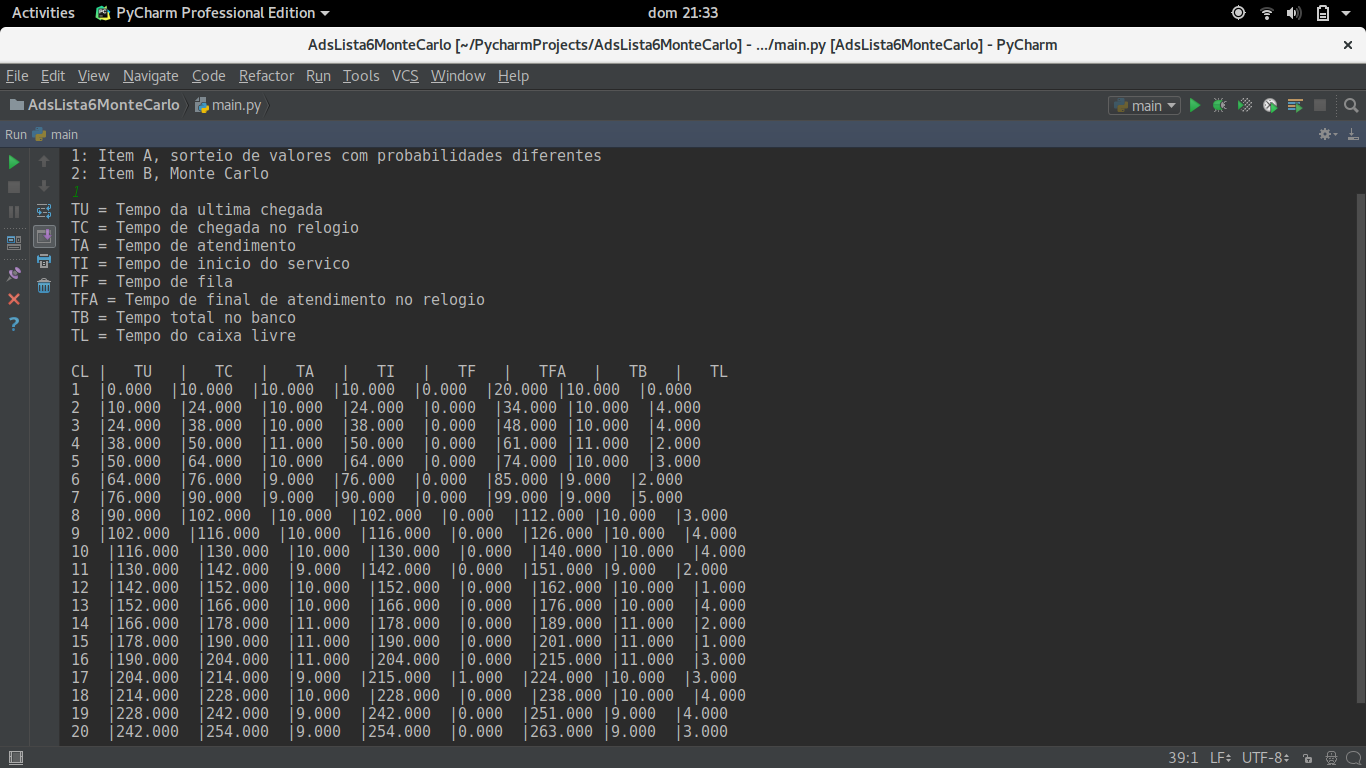 Activities PyCharm Professional Edition dom 21:33
AdsLista6MonteCarlo [~/PycharmProjects/AdsLista6MonteCarlo] - .../main.py [AdsLista6MonteCarlo] - PyCharm
File Edit View Navigate Code Refactor Run Tools VCS Window Help
AdsLista6MonteCarlo main.py main
Run main
1: Item A, sorteio de valores com probabilidades diferentes
2: Item B, Monte Carlo
1
TU = Tempo da ultima chegada
TC = Tempo de chegada no relogio
TA = Tempo de atendimento
TI = Tempo de inicio do servico
TF = Tempo de fila
TFA = Tempo de final de atendimento no relogio
TB = Tempo total no banco
TL = Tempo do caixa livre
CL | TU | TC | TA | TI | TF | TFA | TB | TL
1 |0.000 |10.000 |10.000 |10.000 |0.000 |20.000 |10.000 |0.000
2 |10.000 |24.000 |10.000 |24.000 |0.000 |34.000 |10.000 |4.000
3 |24.000 |38.000 |10.000 |38.000 |0.000 |48.000 |10.000 |4.000
4 |38.000 |50.000 |11.000 |50.000 |0.000 |61.000 |11.000 |2.000
5 |50.000 |64.000 |10.000 |64.000 |0.000 |74.000 |10.000 |3.000
6 |64.000 |76.000 |9.000 |76.000 |0.000 |85.000 |9.000 |2.000
7 |76.000 |90.000 |9.000 |90.000 |0.000 |99.000 |9.000 |5.000
8 |90.000 |102.000 |10.000 |102.000 |0.000 |112.000 |10.000 |3.000
9 |102.000 |116.000 |10.000 |116.000 |0.000 |126.000 |10.000 |4.000
10 |116.000 |130.000 |10.000 |130.000 |0.000 |140.000 |10.000 |4.000
11 |130.000 |142.000 |9.000 |142.000 |0.000 |151.000 |9.000 |2.000
12 |142.000 |152.000 |10.000 |152.000 |0.000 |162.000 |10.000 |1.000
13 |152.000 |166.000 |10.000 |166.000 |0.000 |176.000 |10.000 |4.000
14 |166.000 |178.000 |11.000 |178.000 |0.000 |189.000 |11.000 |2.000
15 |178.000 |190.000 |11.000 |190.000 |0.000 |201.000 |11.000 |1.000
16 |190.000 |204.000 |11.000 |204.000 |0.000 |215.000 |11.000 |3.000
17 |204.000 |214.000 |9.000 |215.000 |1.000 |224.000 |10.000 |3.000
18 |214.000 |228.000 |10.000 |228.000 |0.000 |238.000 |10.000 |4.000
19 |228.000 |242.000 |9.000 |242.000 |0.000 |251.000 |9.000 |4.000
20 |242.000 |254.000 |9.000 |254.000 |0.000 |263.000 |9.000 |3.000
39:1 LF UTF-8